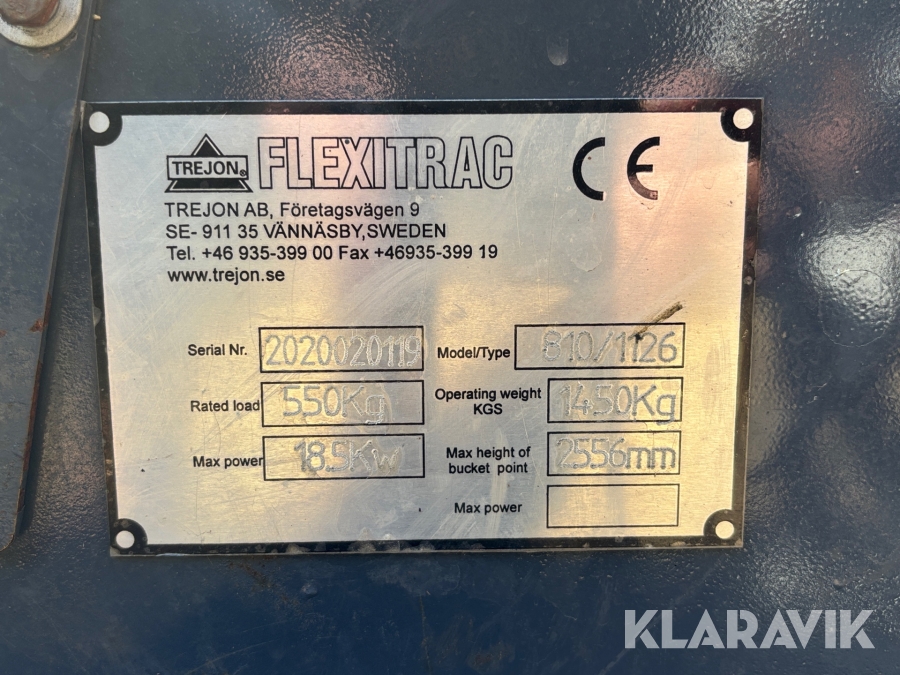 TREJON® FLEXITRAC CE
TREJON AB, Företagsvägen 9
SE- 911 35 VÄNNÄSBY,SWEDEN
Tel. +46 935-399 00 Fax +46935-399 19
www.trejon.se
Serial Nr. 2020020119 Model/Type 810/1126
Rated load 550Kg Operating weight KGS 1450Kg
Max power 18.5Kw Max height of bucket point 2556mm
Max power
KLARAVIK